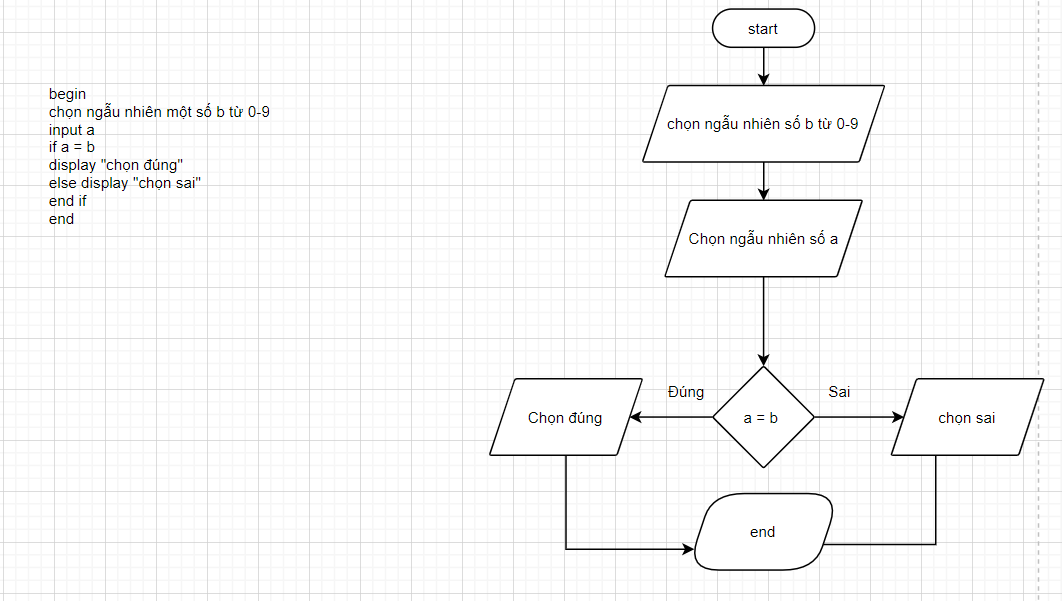 begin
chọn ngẫu nhiên một số b từ 0-9
input a
if a = b
display "chọn đúng"
else display "chọn sai"
end if
end
start
chọn ngẫu nhiên số b từ 0-9
Chọn ngẫu nhiên số a
Đúng
Sai
Chọn đúng
a = b
chọn sai
end